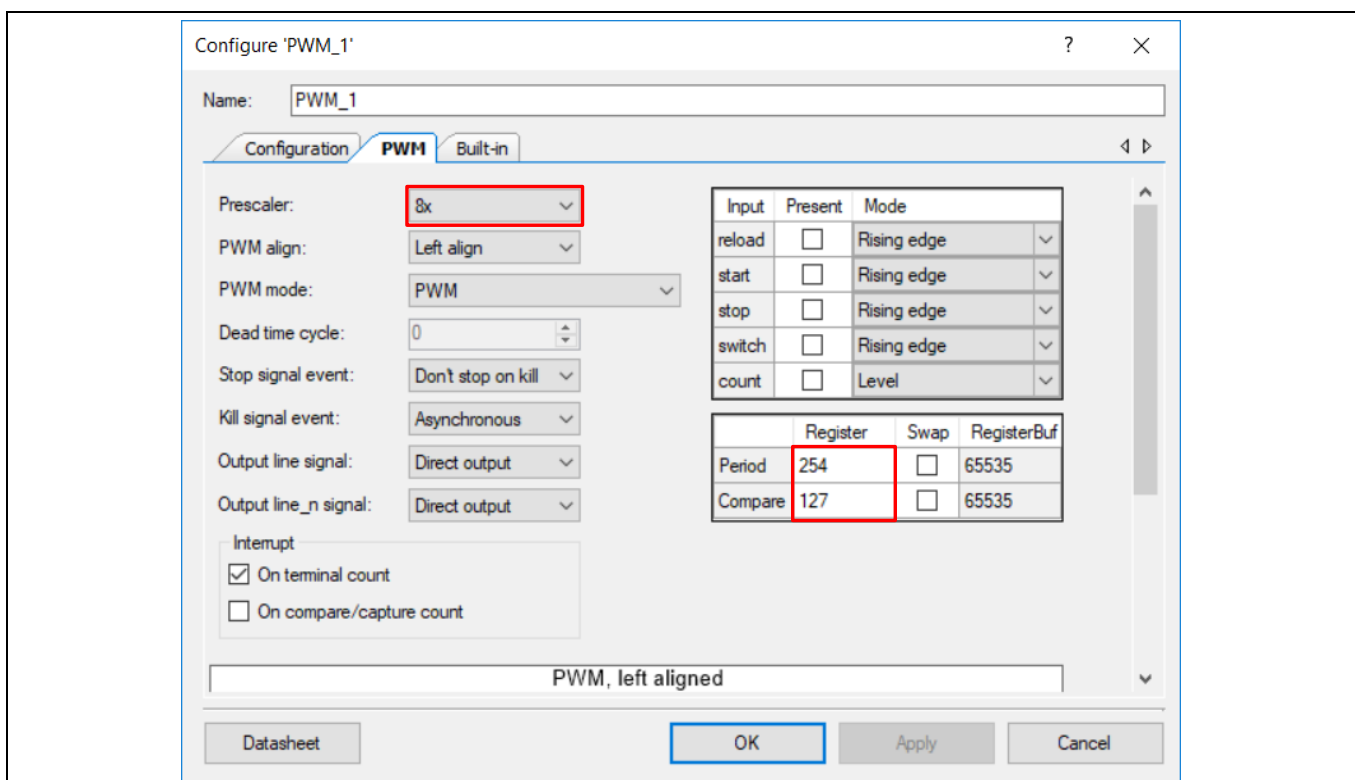 Configure 'PWM_1' ?
Name: PWM_1
Configuration PWM Built-in
Prescaler: 8x
PWM align: Left align
PWM mode: PWM
Dead time cycle: 0
Stop signal event: Don't stop on kill
Kill signal event: Asynchronous
Output line signal: Direct output
Output line_n signal: Direct output
Interrupt
On terminal count
On compare/capture count
Input Present Mode
reload Rising edge
start Rising edge
stop Rising edge
switch Rising edge
count Level
Register Swap RegisterBuf
Period 254 65535
Compare 127 65535
PWM, left aligned
Datasheet OK Apply Cancel